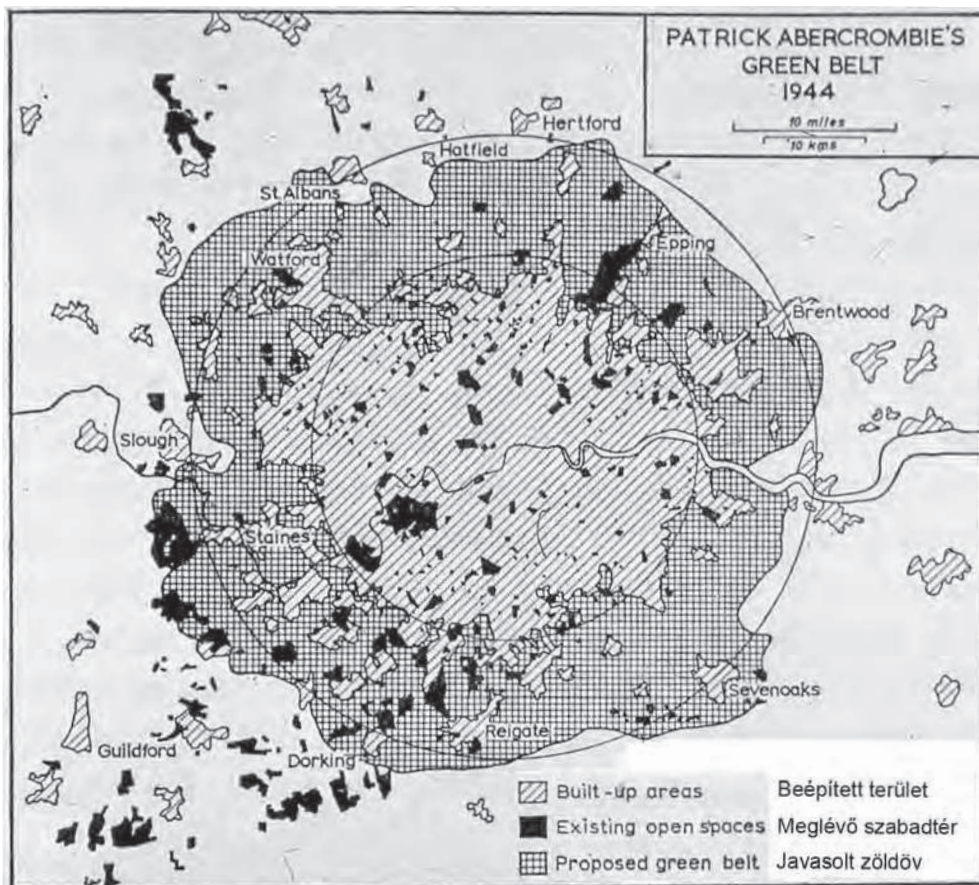 PATRICK ABERCROMBIE'S
GREEN BELT
1944
10 miles
10 kms
Hertford
Hatfield
St. Albans
Watford
Epping
Brentwood
Slough
Staines
Sevenoaks
Reigate
Guildford
Dorking
Built-up areas Beépített terület
Existing open spaces Meglévő szabadtér
Proposed green belt Javasolt zöldöv